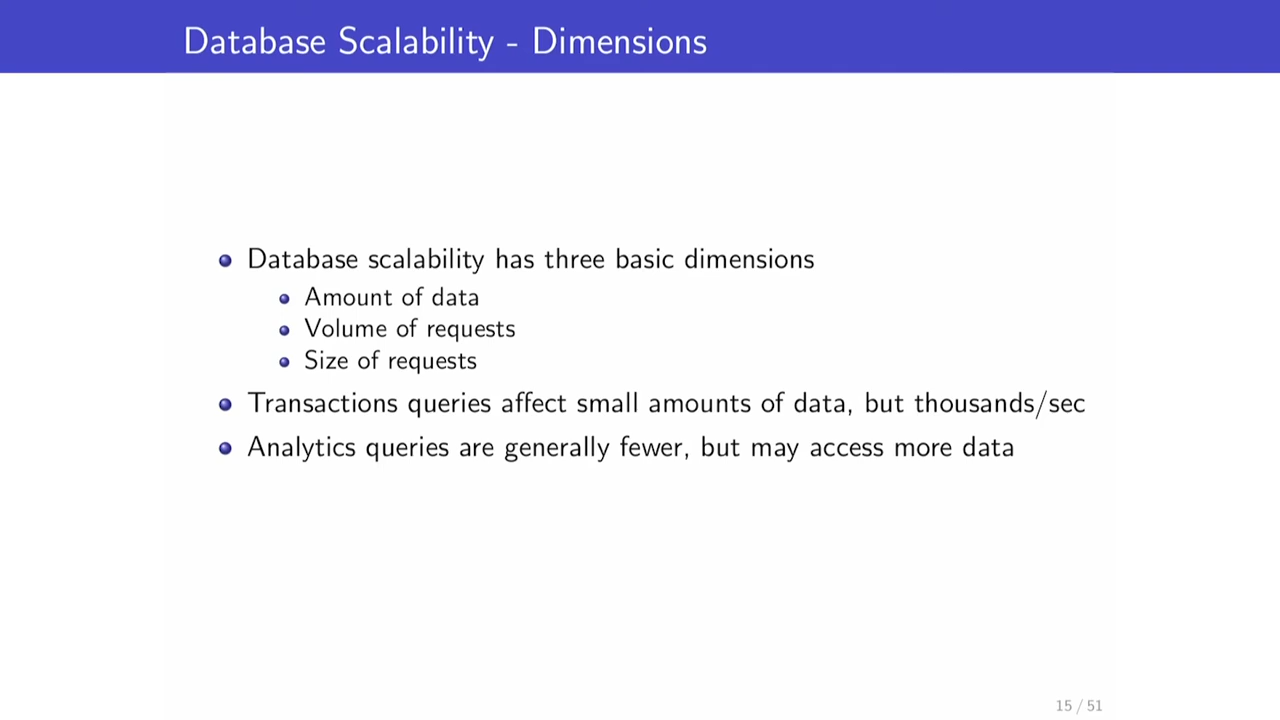 Database Scalability - Dimensions
Database scalability has three basic dimensions
Amount of data
Volume of requests
Size of requests
Transactions queries affect small amounts of data, but thousands/sec
Analytics queries are generally fewer, but may access more data
15 / 51